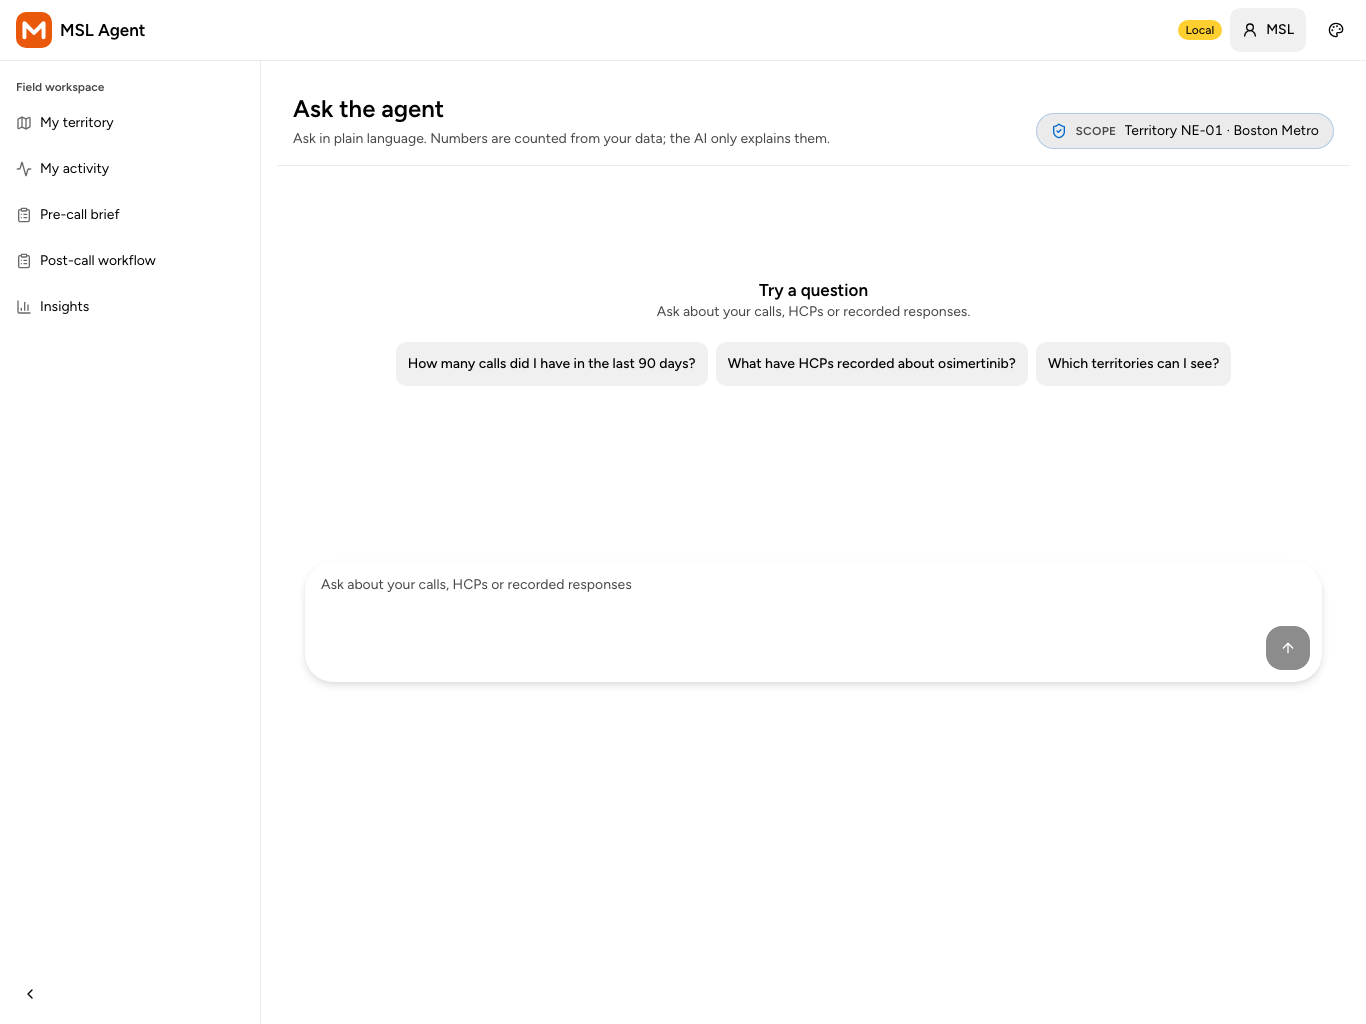 MSL Agent
Local
MSL
Field workspace
My territory
My activity
Pre-call brief
Post-call workflow
Insights
Ask the agent
Ask in plain language. Numbers are counted from your data; the AI only explains them.
SCOPE Territory NE-01 · Boston Metro
Try a question
Ask about your calls, HCPs or recorded responses.
How many calls did I have in the last 90 days?
What have HCPs recorded about osimertinib?
Which territories can I see?
Ask about your calls, HCPs or recorded responses